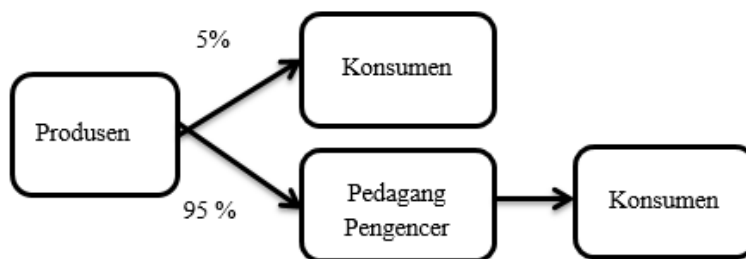 5%
Konsumen
Produsen
95 %
Pedagang
Pengencer
Konsumen